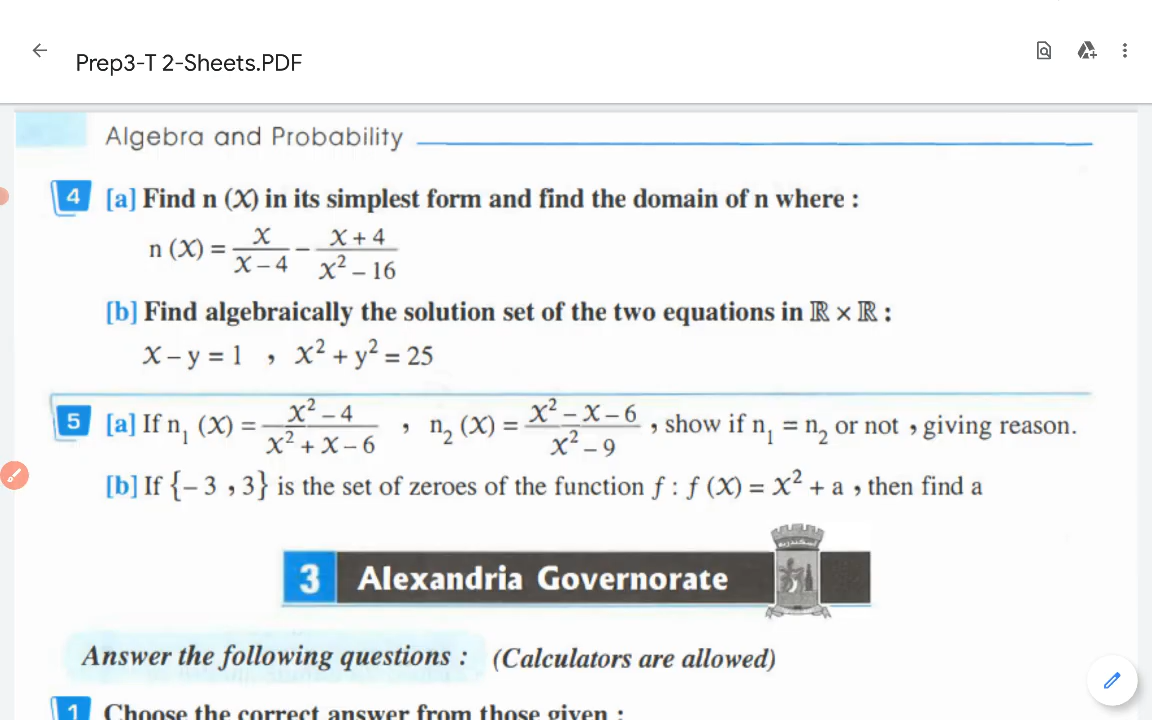 Prep3-T 2-Sheets.PDF
Algebra and Probability
4 [a] Find n (X) in its simplest form and find the domain of n where :
n (X) = X / (X – 4) – (X + 4) / (X² – 16)
[b] Find algebraically the solution set of the two equations in ℝ × ℝ :
X – y = 1 , X² + y² = 25
5 [a] If n₁ (X) = (X² – 4) / (X² + X – 6) , n₂ (X) = (X² – X – 6) / (X² – 9) , show if n₁ = n₂ or not , giving reason.
[b] If {– 3 , 3} is the set of zeroes of the function f : f (X) = X² + a , then find a
3 Alexandria Governorate
Answer the following questions : (Calculators are allowed)
1 Choose the correct answer from those given :